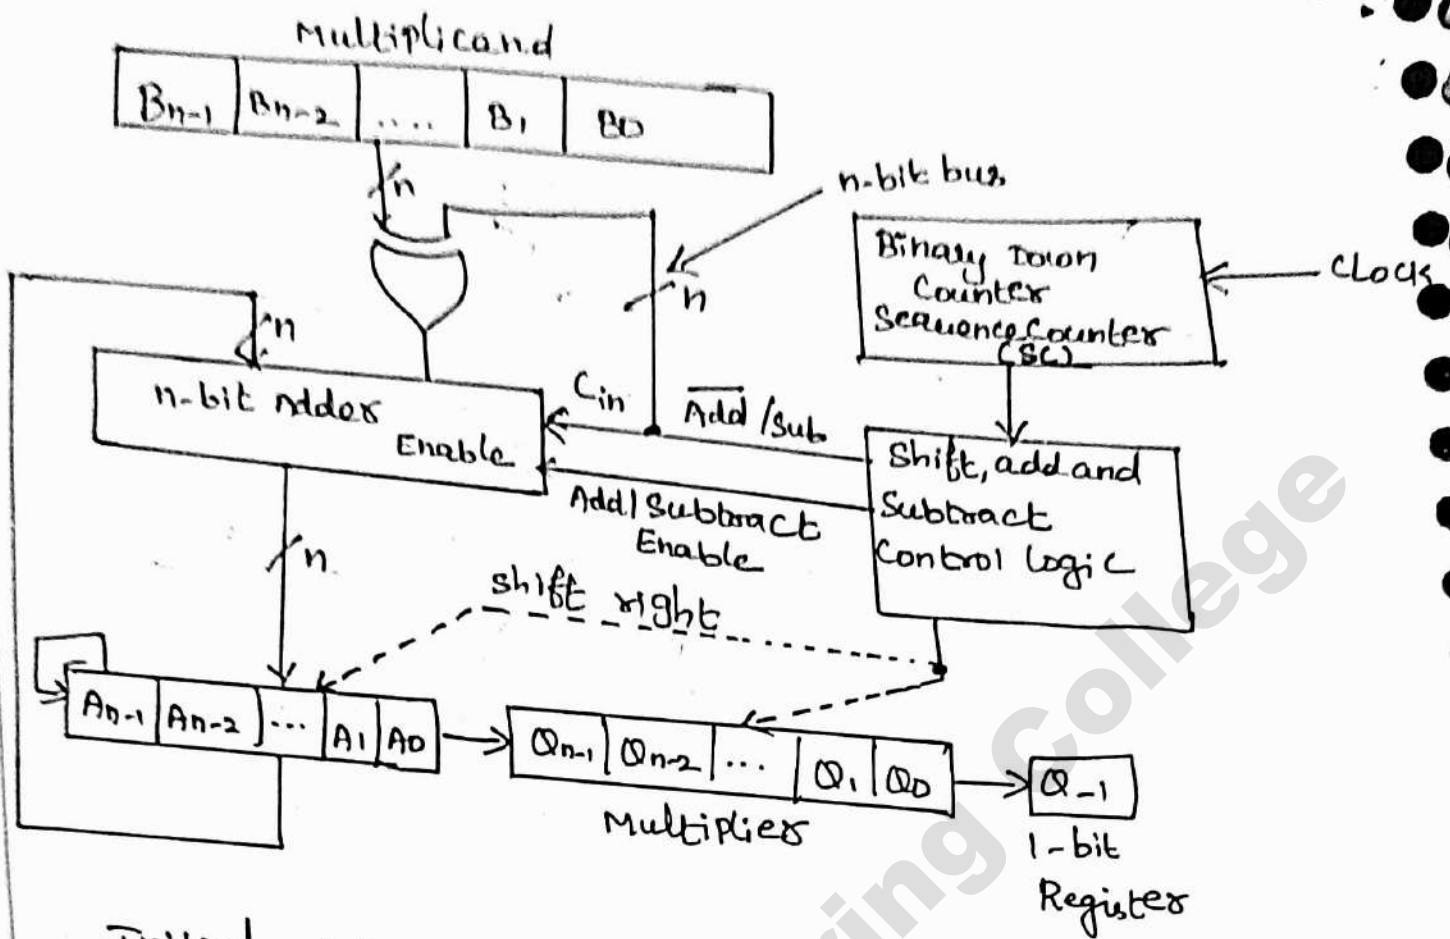 Multiplicand
Bn-1 Bn-2 .... B1 B0
n
n-bit bus
n
n
Binary Down
Counter
Sequence Counter
(SC)
Clock
n-bit Adder
Enable
Cin
A̅d̅d̅/Sub
Add/Subtract
Enable
Shift, add and
Subtract
Control logic
n
shift right
An-1 An-2 ... A1 A0
Qn-1 Qn-2 ... Q1 Q0
Q-1
Multiplier
1-bit
Register
ring College